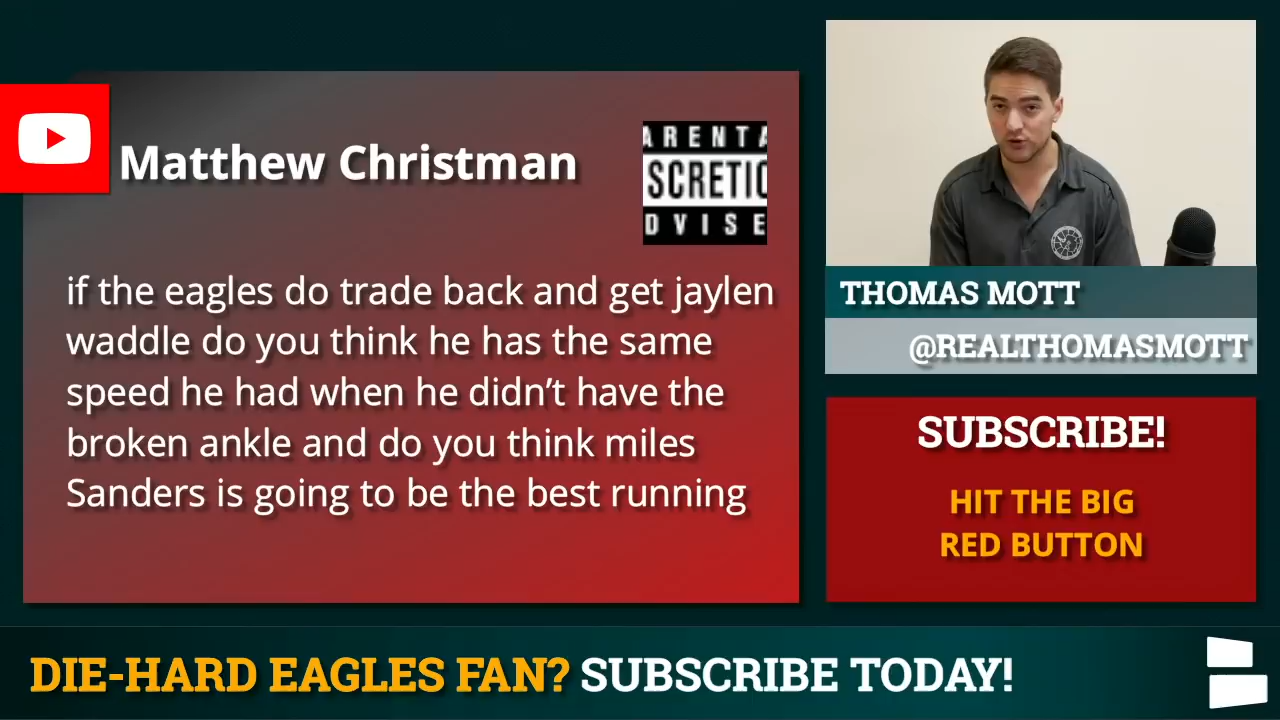 Matthew Christman
ARENTA
SCRETIC
DVISE
if the eagles do trade back and get jaylen
waddle do you think he has the same
speed he had when he didn’t have the
broken ankle and do you think miles
Sanders is going to be the best running
THOMAS MOTT
@REALTHOMASMOTT
SUBSCRIBE!
HIT THE BIG
RED BUTTON
DIE-HARD EAGLES FAN? SUBSCRIBE TODAY!